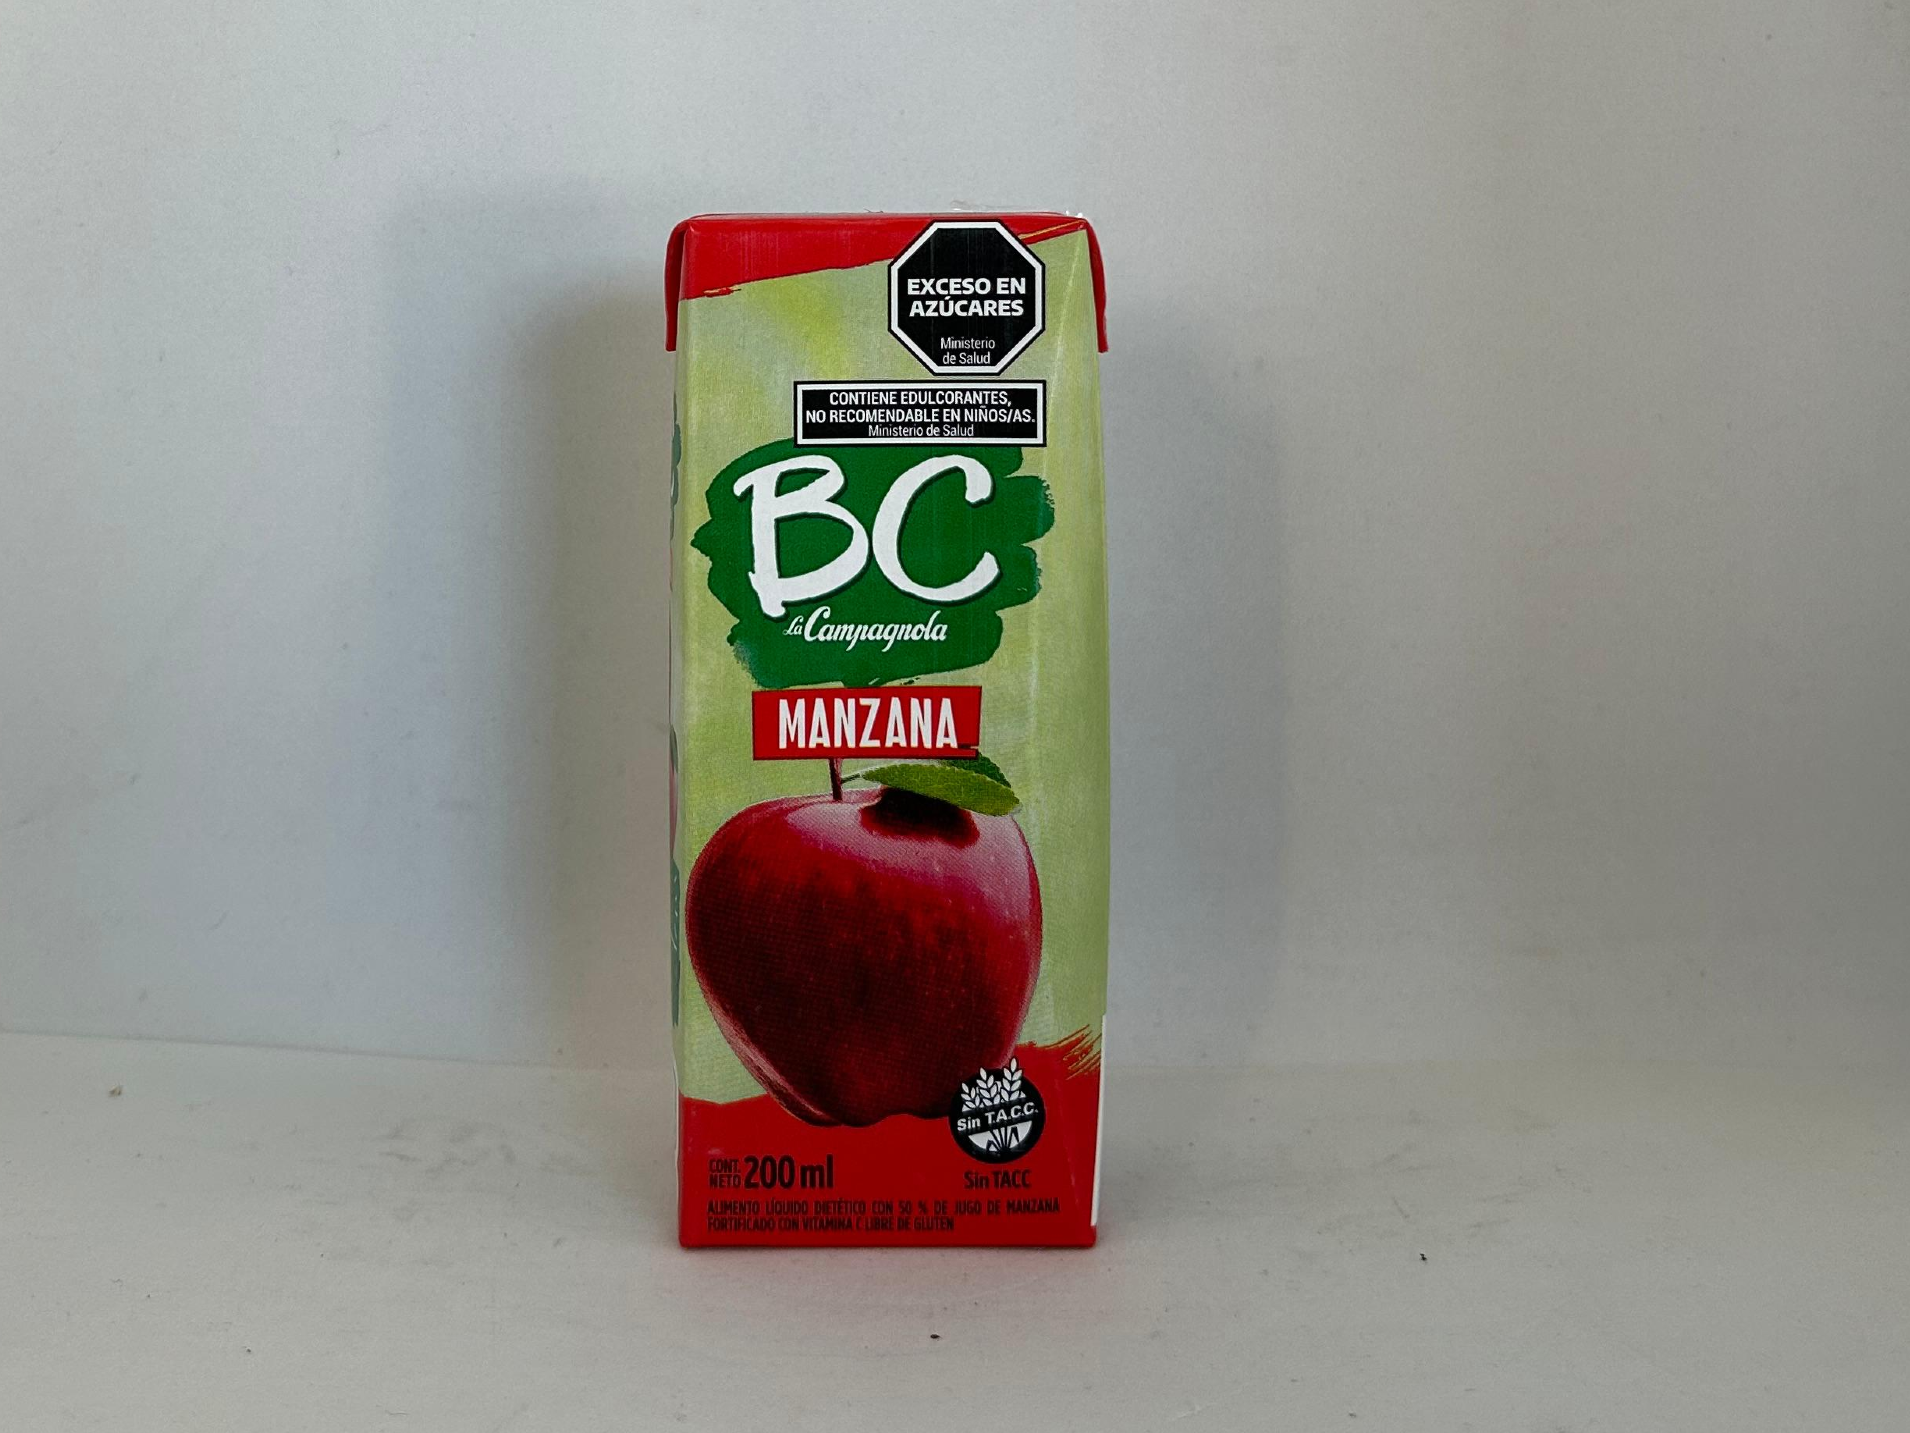 EXCESO EN
AZÚCARES
Ministerio
de Salud
CONTIENE EDULCORANTES,
NO RECOMENDABLE EN NIÑOS/AS.
Ministerio de Salud
BC
La Campagnola
MANZANA
Sin T.A.C.C.
CONT.
NETO 200 ml
Sin TACC
ALIMENTO LÍQUIDO DIETÉTICO CON 50 % DE JUGO DE MANZANA
FORTIFICADO CON VITAMINA C LIBRE DE GLUTEN